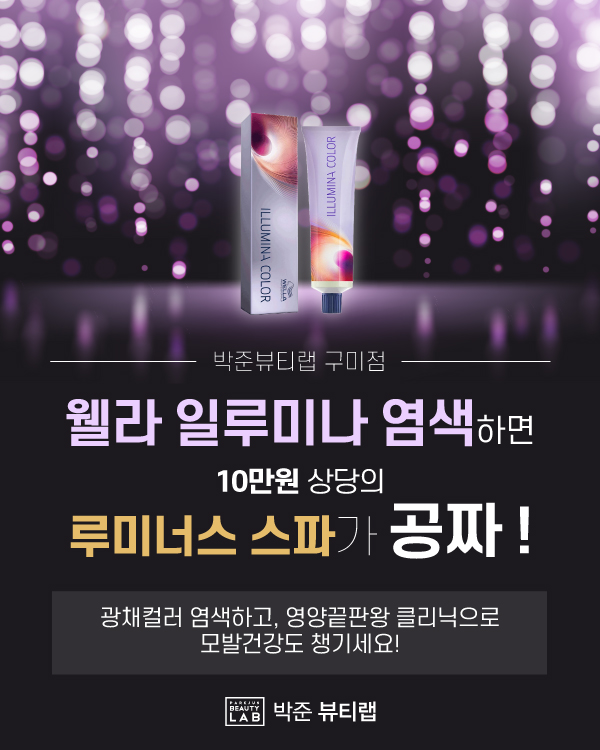 ILLUMINA COLOR
WELLA
ILLUMINA COLOR
박준뷰티랩 구미점
웰라 일루미나 염색하면
10만원 상당의
루미너스 스파가 공짜!
광채컬러 염색하고, 영양끝판왕 클리닉으로
모발건강도 챙기세요!
PARKJUN
BEAUTY
LAB
박준 뷰티랩